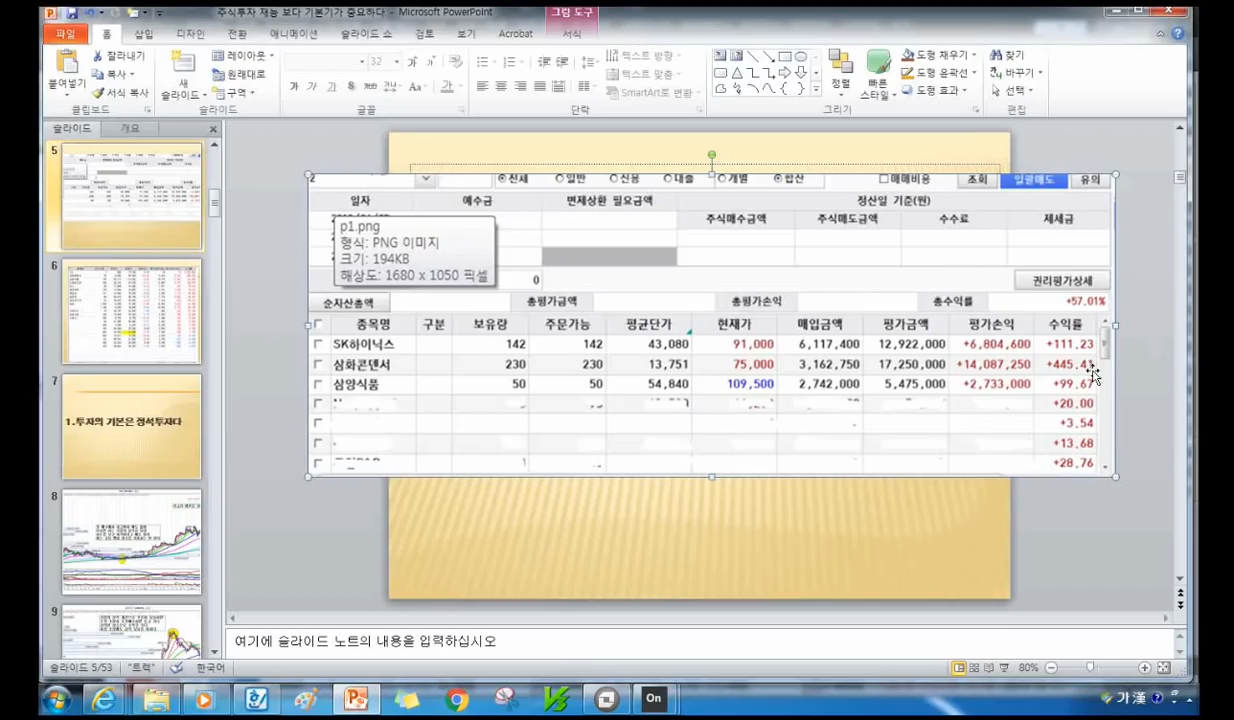 주식투자 재능 보다 기본기가 중요하다 - Microsoft PowerPoint
그림 도구
파일 홈 삽입 디자인 전환 애니메이션 슬라이드 쇼 검토 보기 Acrobat 서식
붙여넣기
잘라내기
복사
서식 복사
클립보드
새 슬라이드
레이아웃
원래대로
구역
슬라이드
32
가 가 가 S abc 가 Aa 가
글꼴
텍스트 방향
텍스트 맞춤
SmartArt로 변환
단락
정렬
빠른 스타일
도형 채우기
도형 윤곽선
도형 효과
그리기
찾기
바꾸기
선택
편집
슬라이드 개요
5
6
7
1.투자의 기본은 정석투자다
8
9
2 전체 일반 신용 대출 개별 합산 매매비용 조회 일괄매도 유의
일자 예수금 변제상환 필요금액 정산일 기준(원)
주식매수금액 주식매도금액 수수료 제세금
p1.png
형식: PNG 이미지
크기: 194KB
해상도: 1680 x 1050 픽셀
0 권리평가상세
순자산총액 총평가금액 총평가손익 총수익률 +57.01%
종목명 구분 보유량 주문가능 평균단가 현재가 매입금액 평가금액 평가손익 수익률
SK하이닉스 142 142 43,080 91,000 6,117,400 12,922,000 +6,804,600 +111.23
삼화콘덴서 230 230 13,751 75,000 3,162,750 17,250,000 +14,087,250 +445.41
삼양식품 50 50 54,840 109,500 2,742,000 5,475,000 +2,733,000 +99.67
+20.00
+3.54
+13.68
+28.76
여기에 슬라이드 노트의 내용을 입력하십시오
슬라이드 5/53 "트랙" 한국어 80%
On
가 漢